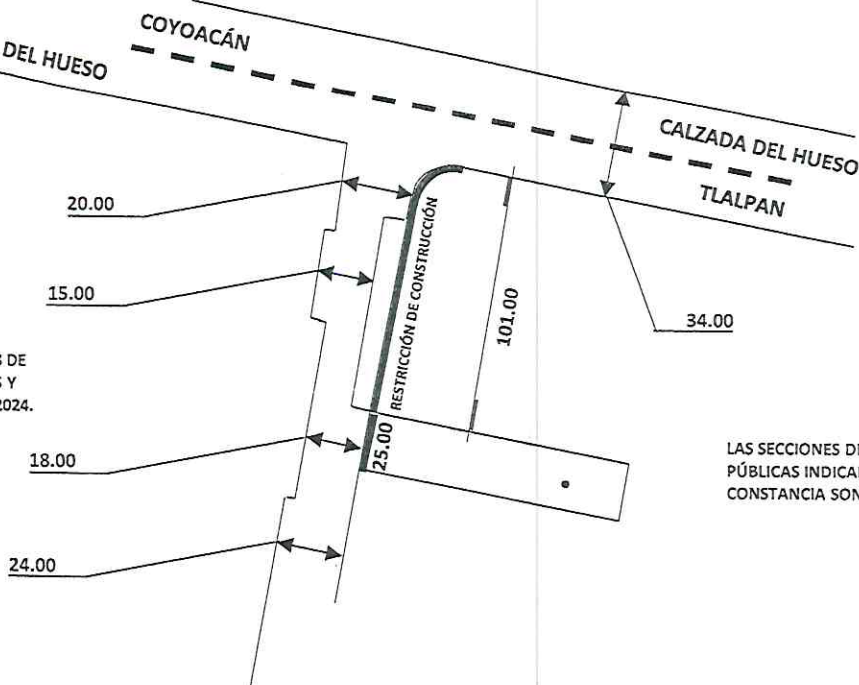 COYOACÁN
DEL HUESO
CALZADA DEL HUESO
TLALPAN
20.00
15.00
RESTRICCIÓN DE CONSTRUCCIÓN
101.00
34.00
DE
Y
2024.
18.00
25.00
LAS SECCIONES
PÚBLICAS
CONSTANCIA SON
24.00